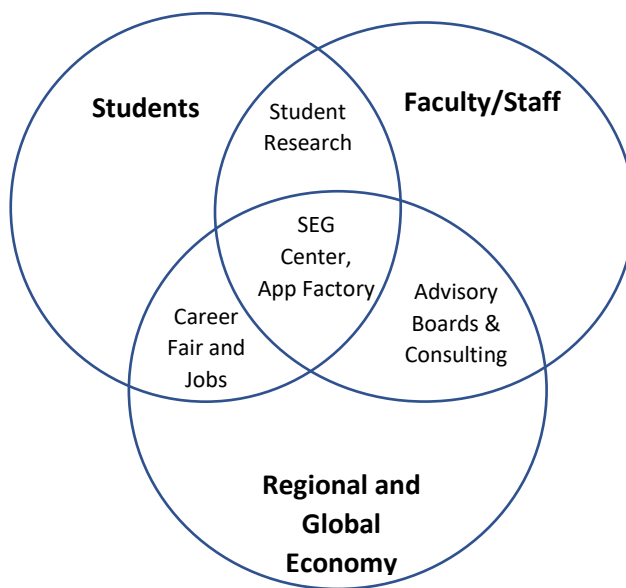 Students
Faculty/Staff
Student
Research
SEG
Center,
App Factory
Career
Fair and
Jobs
Advisory
Boards &
Consulting
Regional and
Global
Economy